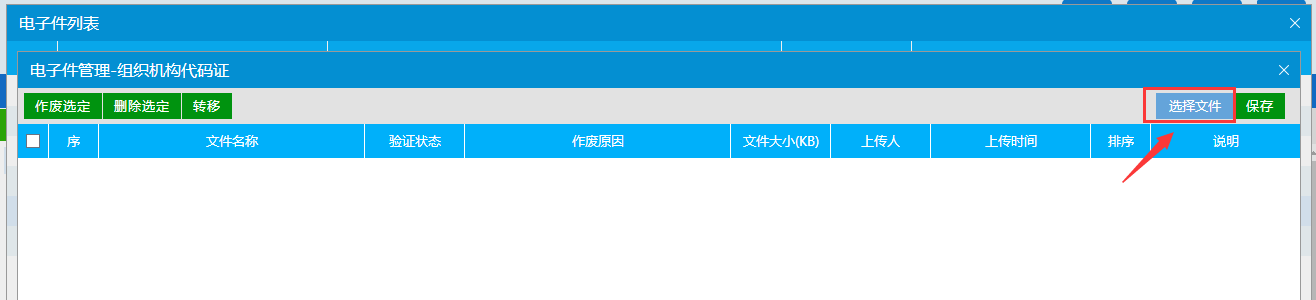 电子件列表
电子件管理-组织机构代码证
作废选定 删除选定 转移 选择文件 保存
序 文件名称 验证状态 作废原因 文件大小(KB) 上传人 上传时间 排序 说明